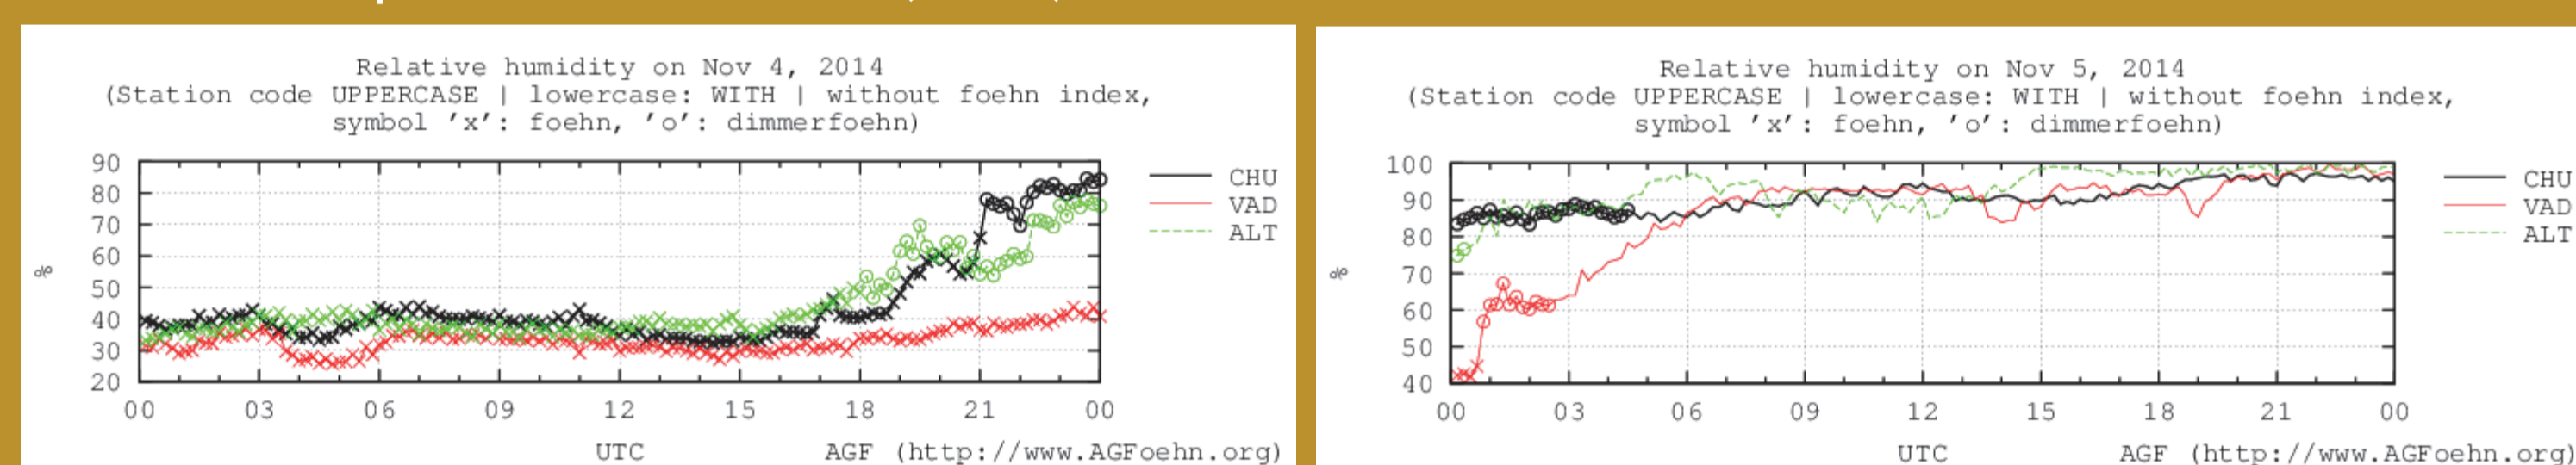 Relative humidity on Nov 4, 2014
(Station code UPPERCASE | lowercase: WITH | without foehn index,
symbol 'x': foehn, 'o': dimmerfoehn)
90
80
70
60
50
40
30
20
%
00 03 06 09 12 15 18 21 00
UTC
AGF (http://www.AGFoehn.org)
CHU
VAD
ALT
Relative humidity on Nov 5, 2014
(Station code UPPERCASE | lowercase: WITH | without foehn index,
symbol 'x': foehn, 'o': dimmerfoehn)
100
90
80
70
60
50
40
%
00 03 06 09 12 15 18 21 00
UTC
AGF (http://www.AGFoehn.org)
CHU
VAD
ALT